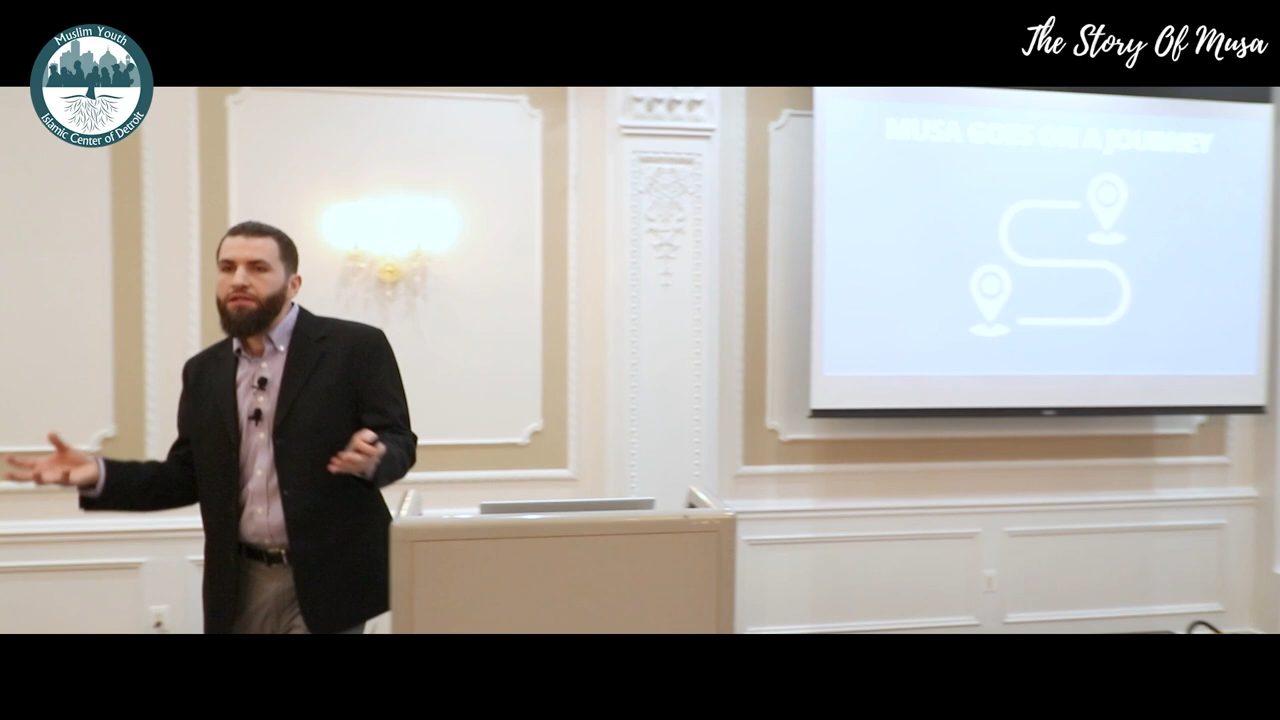 Muslim Youth
Islamic Center of Detroit
The Story Of Musa
MUSA GOES ON A JOURNEY